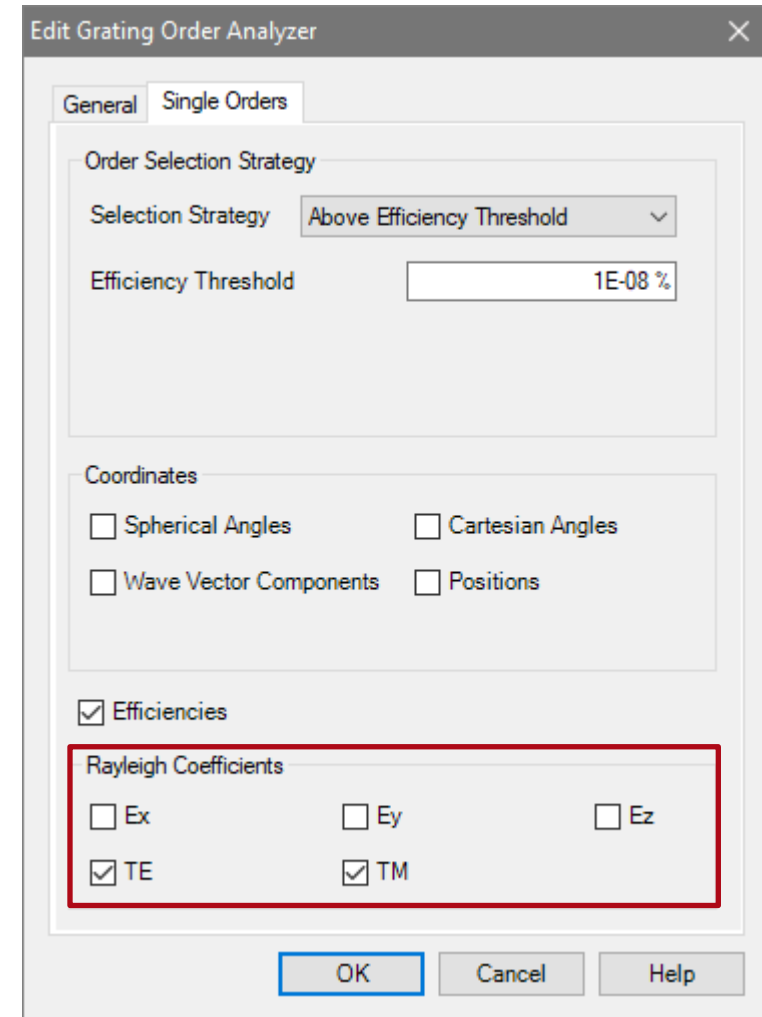 Edit Grating Order Analyzer
General Single Orders
Order Selection Strategy
Selection Strategy Above Efficiency Threshold
Efficiency Threshold 1E-08 %
Coordinates
Spherical Angles Cartesian Angles
Wave Vector Components Positions
Efficiencies
Rayleigh Coefficients
Ex Ey Ez
TE TM
OK Cancel Help